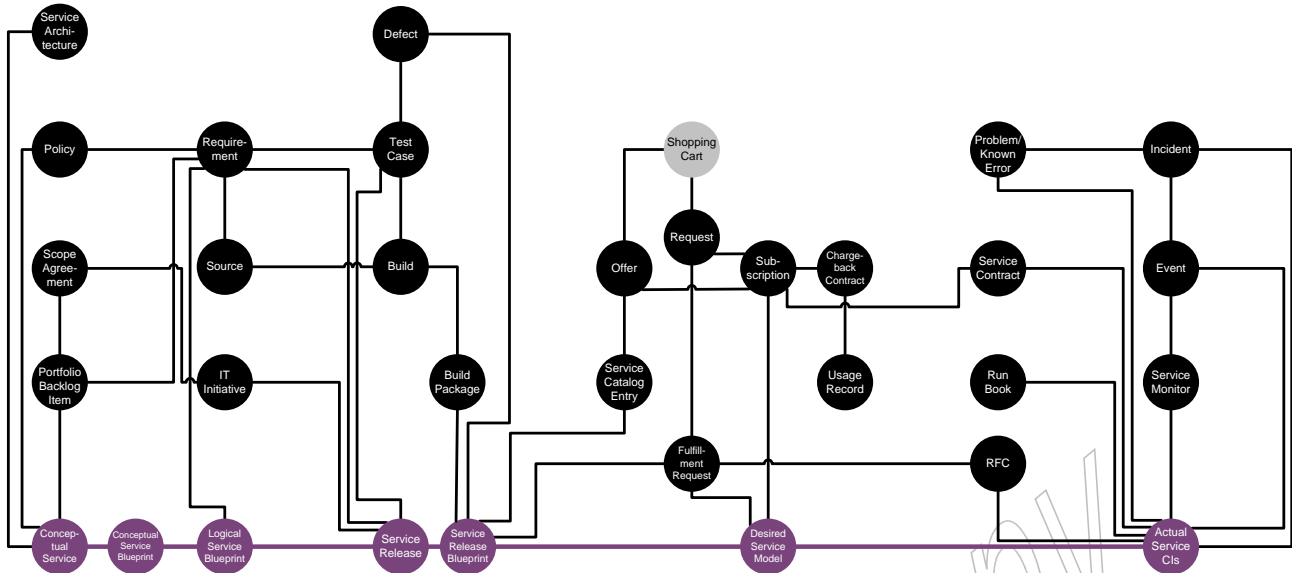 Service
Archi-
tecture
Defect
Policy
Require-
ment
Test
Case
Shopping
Cart
Problem/
Known
Error
Incident
Scope
Agree-
ment
Source
Build
Offer
Request
Sub-
scription
Charge-
back
Contract
Service
Contract
Event
Portfolio
Backlog
Item
IT
Initiative
Build
Package
Service
Catalog
Entry
Usage
Record
Run
Book
Service
Monitor
Fulfill-
ment
Request
RFC
Concep-
tual
Service
Conceptual
Service
Blueprint
Logical
Service
Blueprint
Service
Release
Service
Release
Blueprint
Desired
Service
Model
Actual
Service
CIs